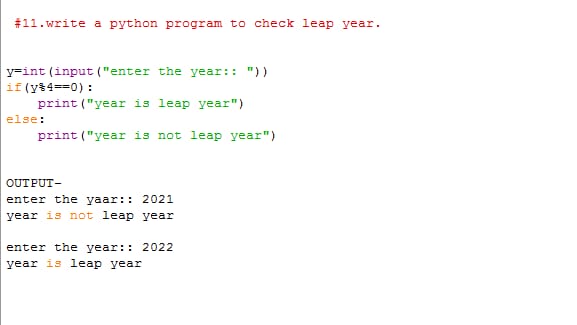 #11.write a python program to check leap year.
y=int(input("enter the year:: "))
if(y%4==0):
    print("year is leap year")
else:
    print("year is not leap year")
OUTPUT-
enter the yaar:: 2021
year is not leap year
enter the year:: 2022
year is leap year